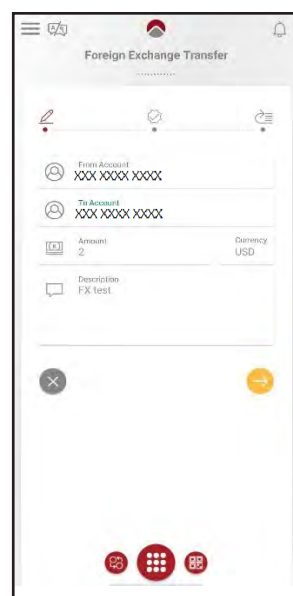 Foreign Exchange Transfer
From Account
XXX XXXX XXXX
To Account
XXX XXXX XXXX
Amount
Currency
2
USD
Description
FX test